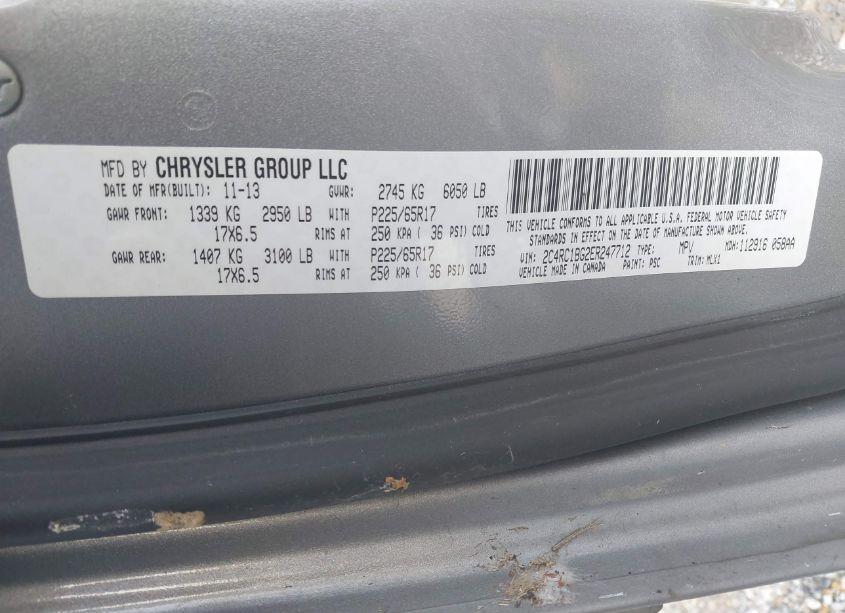 MFD BY CHRYSLER GROUP LLC
DATE OF MFR(BUILT): 11-13 GVWR: 2745 KG 6050 LB
GAWR FRONT: 1339 KG 2950 LB WITH P225/65R17 TIRES
17X6.5 RIMS AT 250 KPA ( 36 PSI) COLD
GAWR REAR: 1407 KG 3100 LB WITH P225/65R17 TIRES
17X6.5 RIMS AT 250 KPA ( 36 PSI) COLD
THIS VEHICLE CONFORMS TO ALL APPLICABLE U.S.A. FEDERAL MOTOR VEHICLE SAFETY
STANDARDS IN EFFECT ON THE DATE OF MANUFACTURE SHOWN ABOVE.
VIN: 2C4RC1BG2ER247712 TYPE: MPV MDH: 112916 058AA
VEHICLE MADE IN CANADA PAINT: PSC TRIM: MLX1